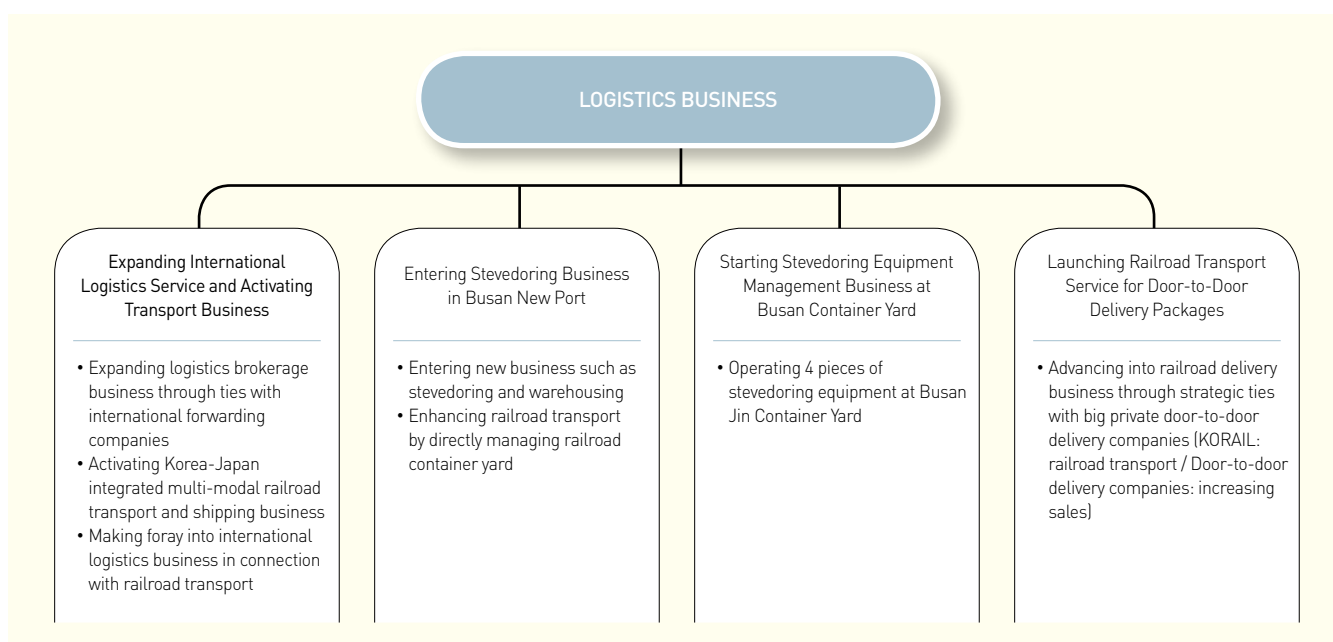 LOGISTICS BUSINESS
Expanding International
Logistics Service and Activating
Transport Business
• Expanding logistics brokerage
business through ties with
international forwarding
companies
• Activating Korea-Japan
integrated multi-modal railroad
transport and shipping business
• Making foray into international
logistics business in connection
with railroad transport
Entering Stevedoring Business
in Busan New Port
• Entering new business such as
stevedoring and warehousing
• Enhancing railroad transport
by directly managing railroad
container yard
Starting Stevedoring Equipment
Management Business at
Busan Container Yard
• Operating 4 pieces of
stevedoring equipment at Busan
Jin Container Yard
Launching Railroad Transport
Service for Door-to-Door
Delivery Packages
• Advancing into railroad delivery
business through strategic ties
with big private door-to-door
delivery companies (KORAIL:
railroad transport / Door-to-door
delivery companies: increasing
sales)